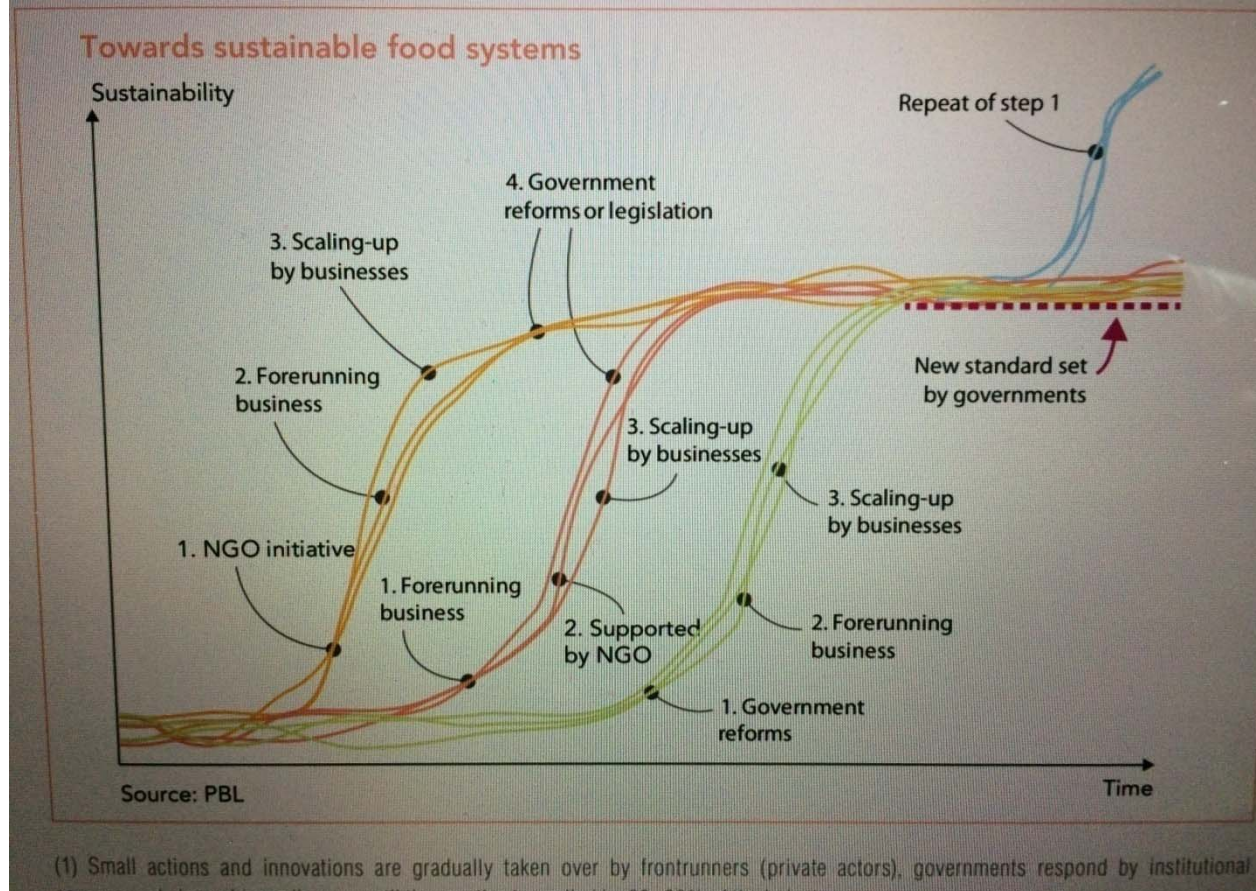 Towards sustainable food systems
Sustainability
Repeat of step 1
4. Government
reforms or legislation
3. Scaling-up
by businesses
2. Forerunning
business
New standard set
by governments
3. Scaling-up
by businesses
3. Scaling-up
by businesses
1. NGO initiative
1. Forerunning
business
2. Supported
by NGO
2. Forerunning
business
1. Government
reforms
Source: PBL
Time
(1) Small actions and innovations are gradually taken over by frontrunners (private actors), governments respond by institutional